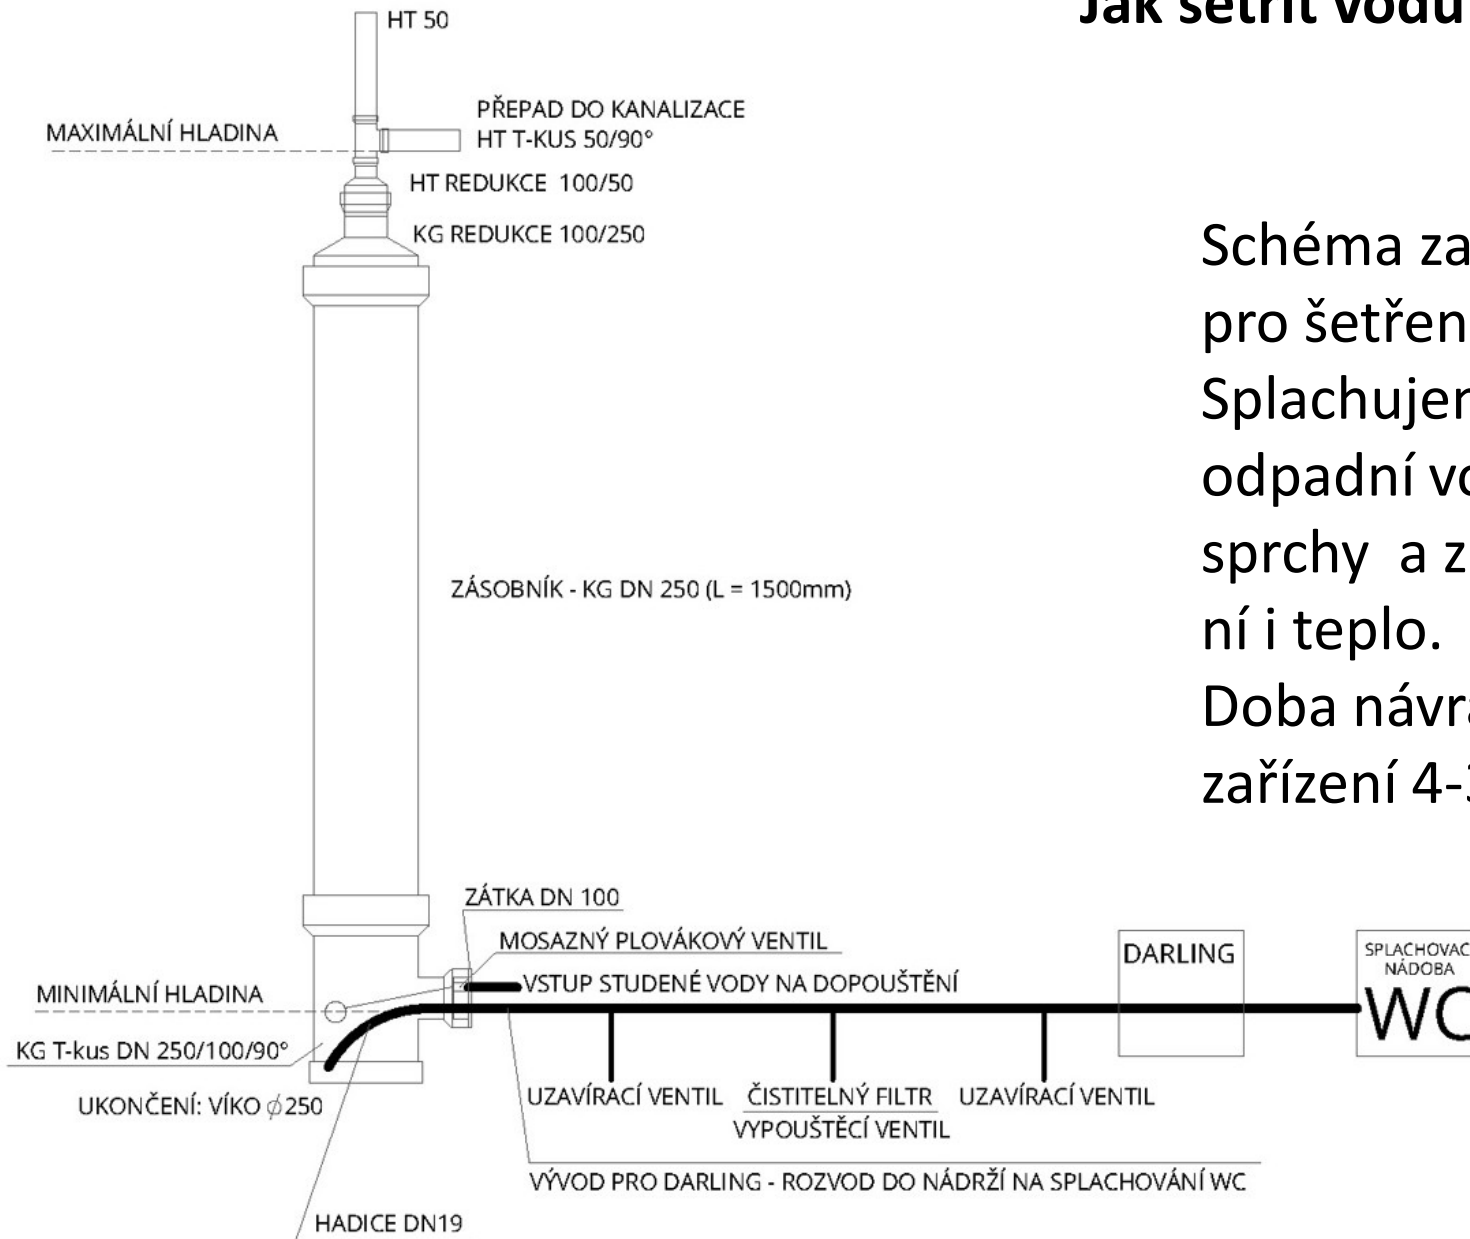 Jak šetřit vodu
HT 50
PŘEPAD DO KANALIZACE
HT T-KUS 50/90°
MAXIMÁLNÍ HLADINA
HT REDUKCE 100/50
KG REDUKCE 100/250
Schéma za
pro šetřen
Splachujem
odpadní vo
sprchy a z
ní i teplo.
Doba návra
zařízení 4-
ZÁSOBNÍK - KG DN 250 (L = 1500mm)
ZÁTKA DN 100
MOSAZNÝ PLOVÁKOVÝ VENTIL
VSTUP STUDENÉ VODY NA DOPOUŠTĚNÍ
MINIMÁLNÍ HLADINA
KG T-kus DN 250/100/90°
UKONČENÍ: VÍKO ⌀250
DARLING
SPLACHOVAC
NÁDOBA
WC
UZAVÍRACÍ VENTIL
ČISTITELNÝ FILTR
VYPOUŠTĚCÍ VENTIL
UZAVÍRACÍ VENTIL
VÝVOD PRO DARLING - ROZVOD DO NÁDRŽÍ NA SPLACHOVÁNÍ WC
HADICE DN19